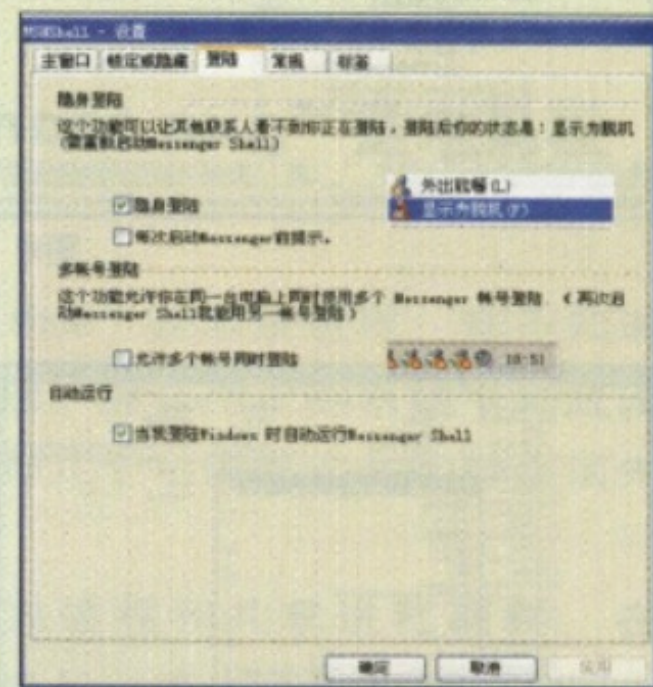 MSNShell - 设置
主窗口 锁定或隐藏 登陆 常规 标签
隐身登陆
这个功能可以让其他联系人看不到你正在登陆，登陆后你的状态是：显示为脱机
(需重新启动Messenger Shell)
外出就餐(L)
隐身登陆
显示为脱机(P)
每次启动Messenger前提示。
多帐号登陆
这个功能允许你在同一台电脑上同时使用多个 Messenger 帐号登陆.（再次启
动Messenger Shell就能用另一帐号登陆）
允许多个帐号同时登陆
18:51
自动运行
当我登陆Windows 时自动运行Messenger Shell
确定 取消 应用